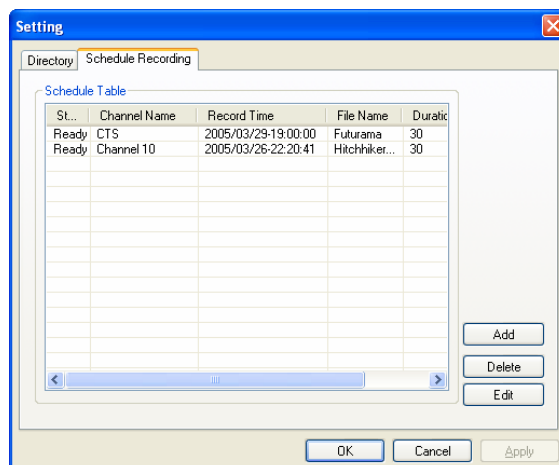 Setting
Directory Schedule Recording
Schedule Table
St... Channel Name Record Time File Name Duratic
Ready CTS 2005/03/29-19:00:00 Futurama 30
Ready Channel 10 2005/03/26-22:20:41 Hitchhiker... 30
Add
Delete
Edit
OK Cancel Apply